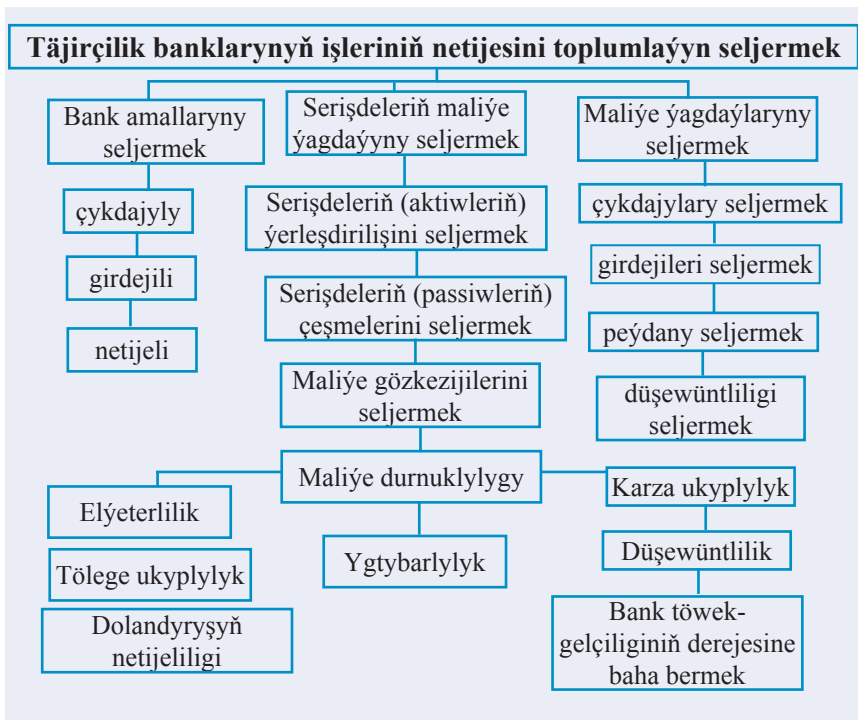 Täjirçilik banklarynyň işleriniň netijesini toplumlaýyn seljermek
Bank amallaryny
seljermek
çykdajyly
girdejili
netijeli
Serişdeleriň maliýe
ýagdaýyny seljermek
Serişdeleriň (aktiwleriň)
ýerleşdirilişini seljermek
Serişdeleriň (passiwleriň)
çeşmelerini seljermek
Maliýe gözkezijilerini
seljermek
Maliýe ýagdaýlaryny
seljermek
çykdajylary seljermek
girdejileri seljermek
peýdany seljermek
düşewüntliligi
seljermek
Maliýe durnuklylygy
Elýeterlilik
Tölege ukyplylyk
Dolandyryşyň
netijeliligi
Ygtybarlylyk
Karza ukyplylyk
Düşewüntlilik
Bank töwek-
gelçiliginiň derejesine
baha bermek